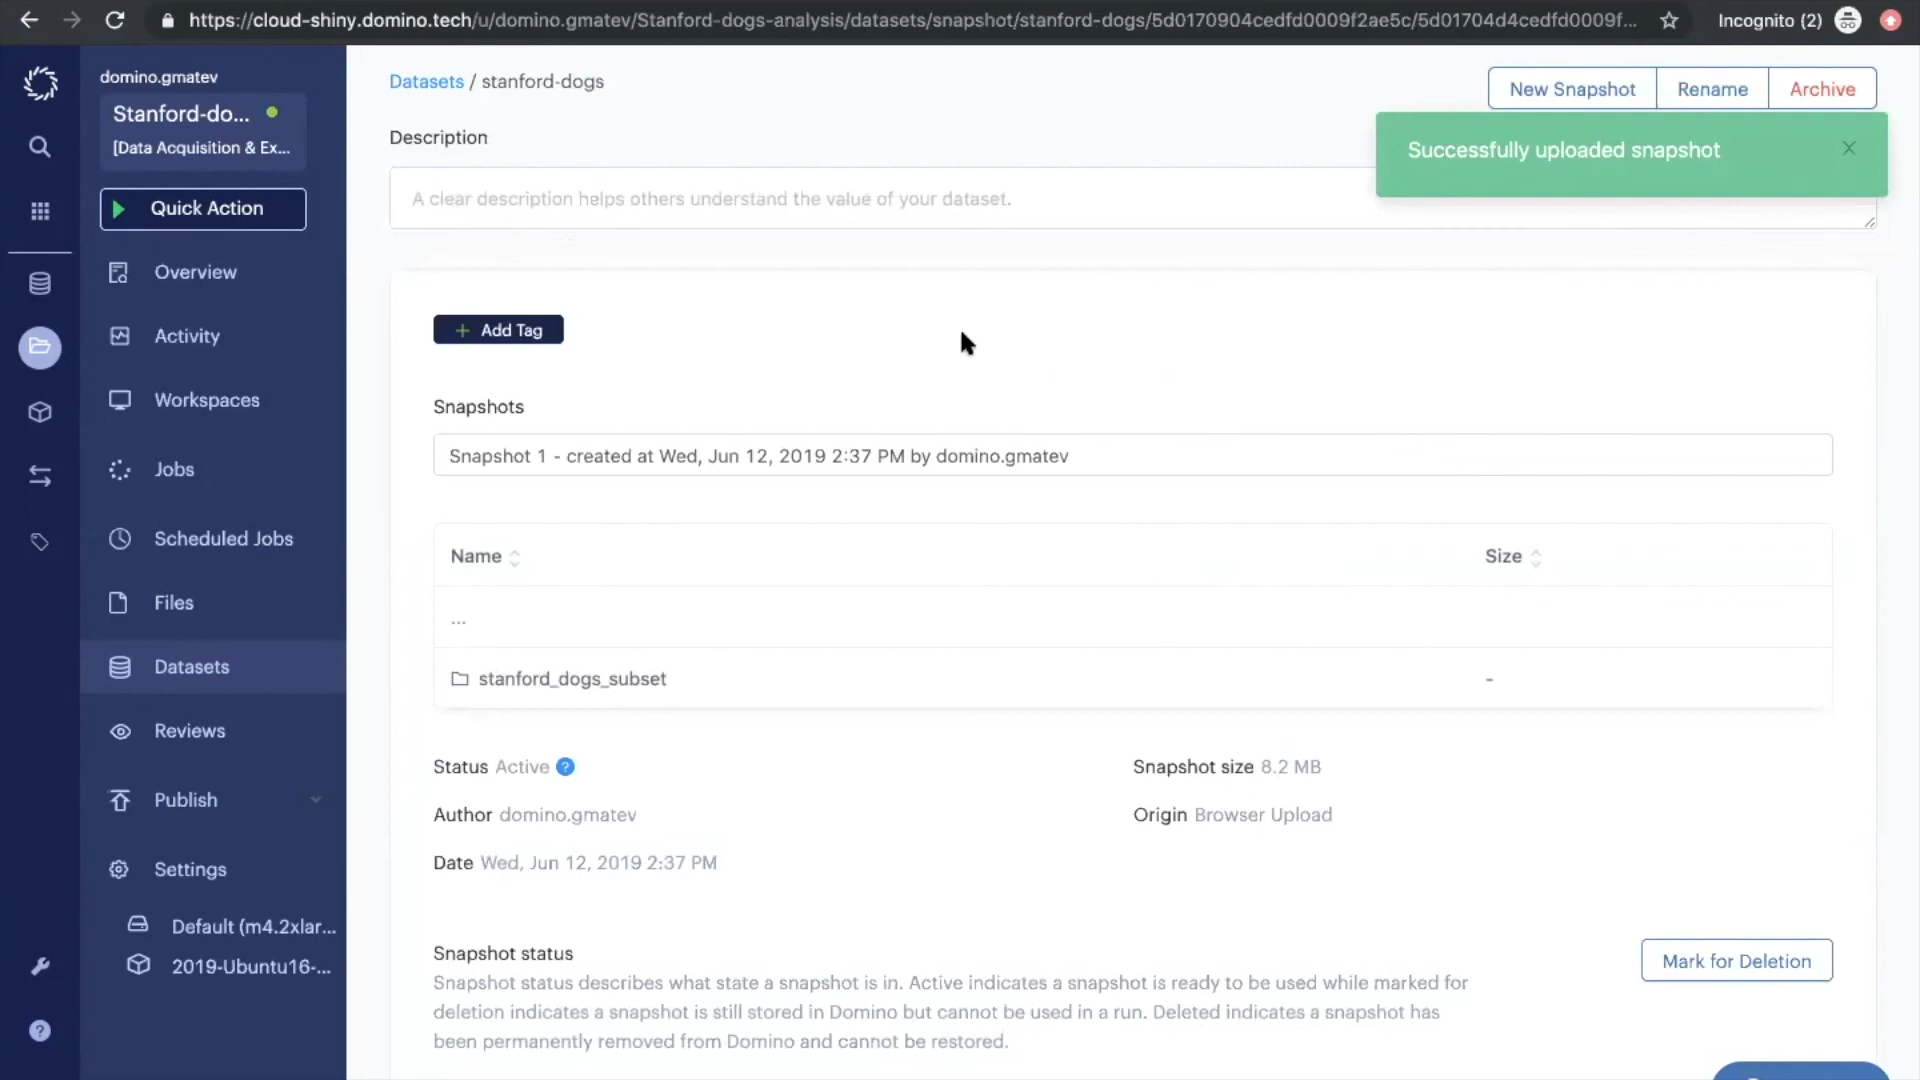 https://cloud-shiny.domino.tech/u/domino.gmatev/Stanford-dogs-analysis/datasets/snapshot/stanford-dogs/5d0170904cedfd0009f2ae5c/5d01704d4cedfd0009f...
Incognito (2)
domino.gmatev
Stanford-do...
[Data Acquisition & Ex...
Quick Action
Overview
Activity
Workspaces
Jobs
Scheduled Jobs
Files
Datasets
Reviews
Publish
Settings
Default (m4.2xlar...
2019-Ubuntu16-...
Datasets / stanford-dogs
New Snapshot
Rename
Archive
Successfully uploaded snapshot
Description
A clear description helps others understand the value of your dataset.
+ Add Tag
Snapshots
Snapshot 1 - created at Wed, Jun 12, 2019 2:37 PM by domino.gmatev
Name
Size
...
stanford_dogs_subset
-
Status Active ?
Snapshot size 8.2 MB
Author domino.gmatev
Origin Browser Upload
Date Wed, Jun 12, 2019 2:37 PM
Snapshot status
Mark for Deletion
Snapshot status describes what state a snapshot is in. Active indicates a snapshot is ready to be used while marked for
deletion indicates a snapshot is still stored in Domino but cannot be used in a run. Deleted indicates a snapshot has
been permanently removed from Domino and cannot be restored.